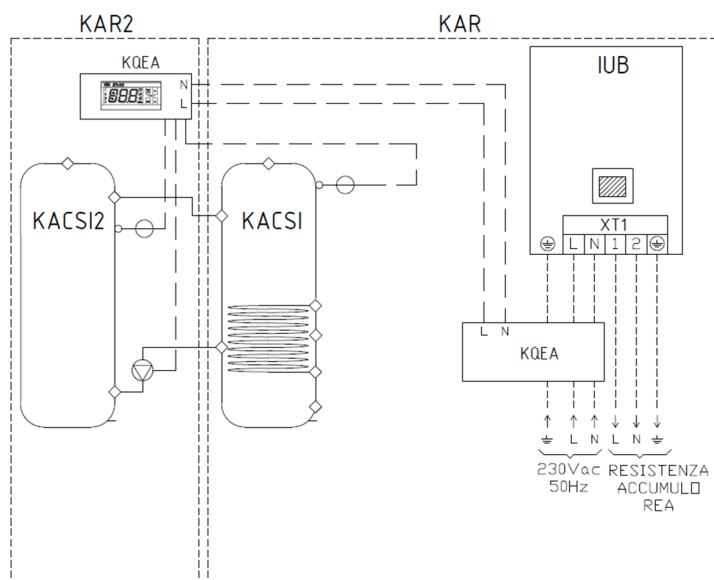 KAR2
KAR
KQEA
N
L
IUB
XT1
L N 1 2
KACSI2
KACSI
L N
KQEA
L N L N
230Vac
50Hz
RESISTENZA
ACCUMULO
REA